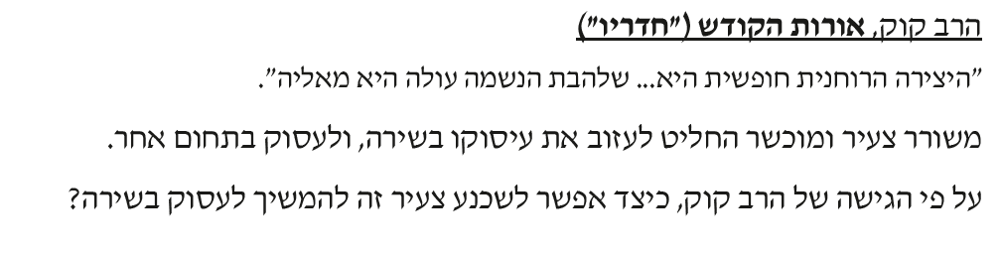 הרב קוק, אורות הקודש ("חדריו")
"היצירה הרוחנית חופשית היא... שלהבת הנשמה עולה היא מאליה".
משורר צעיר ומוכשר החליט לעזוב את עיסוקו בשירה, ולעסוק בתחום אחר.
על פי הגישה של הרב קוק, כיצד אפשר לשכנע צעיר זה להמשיך לעסוק בשירה?